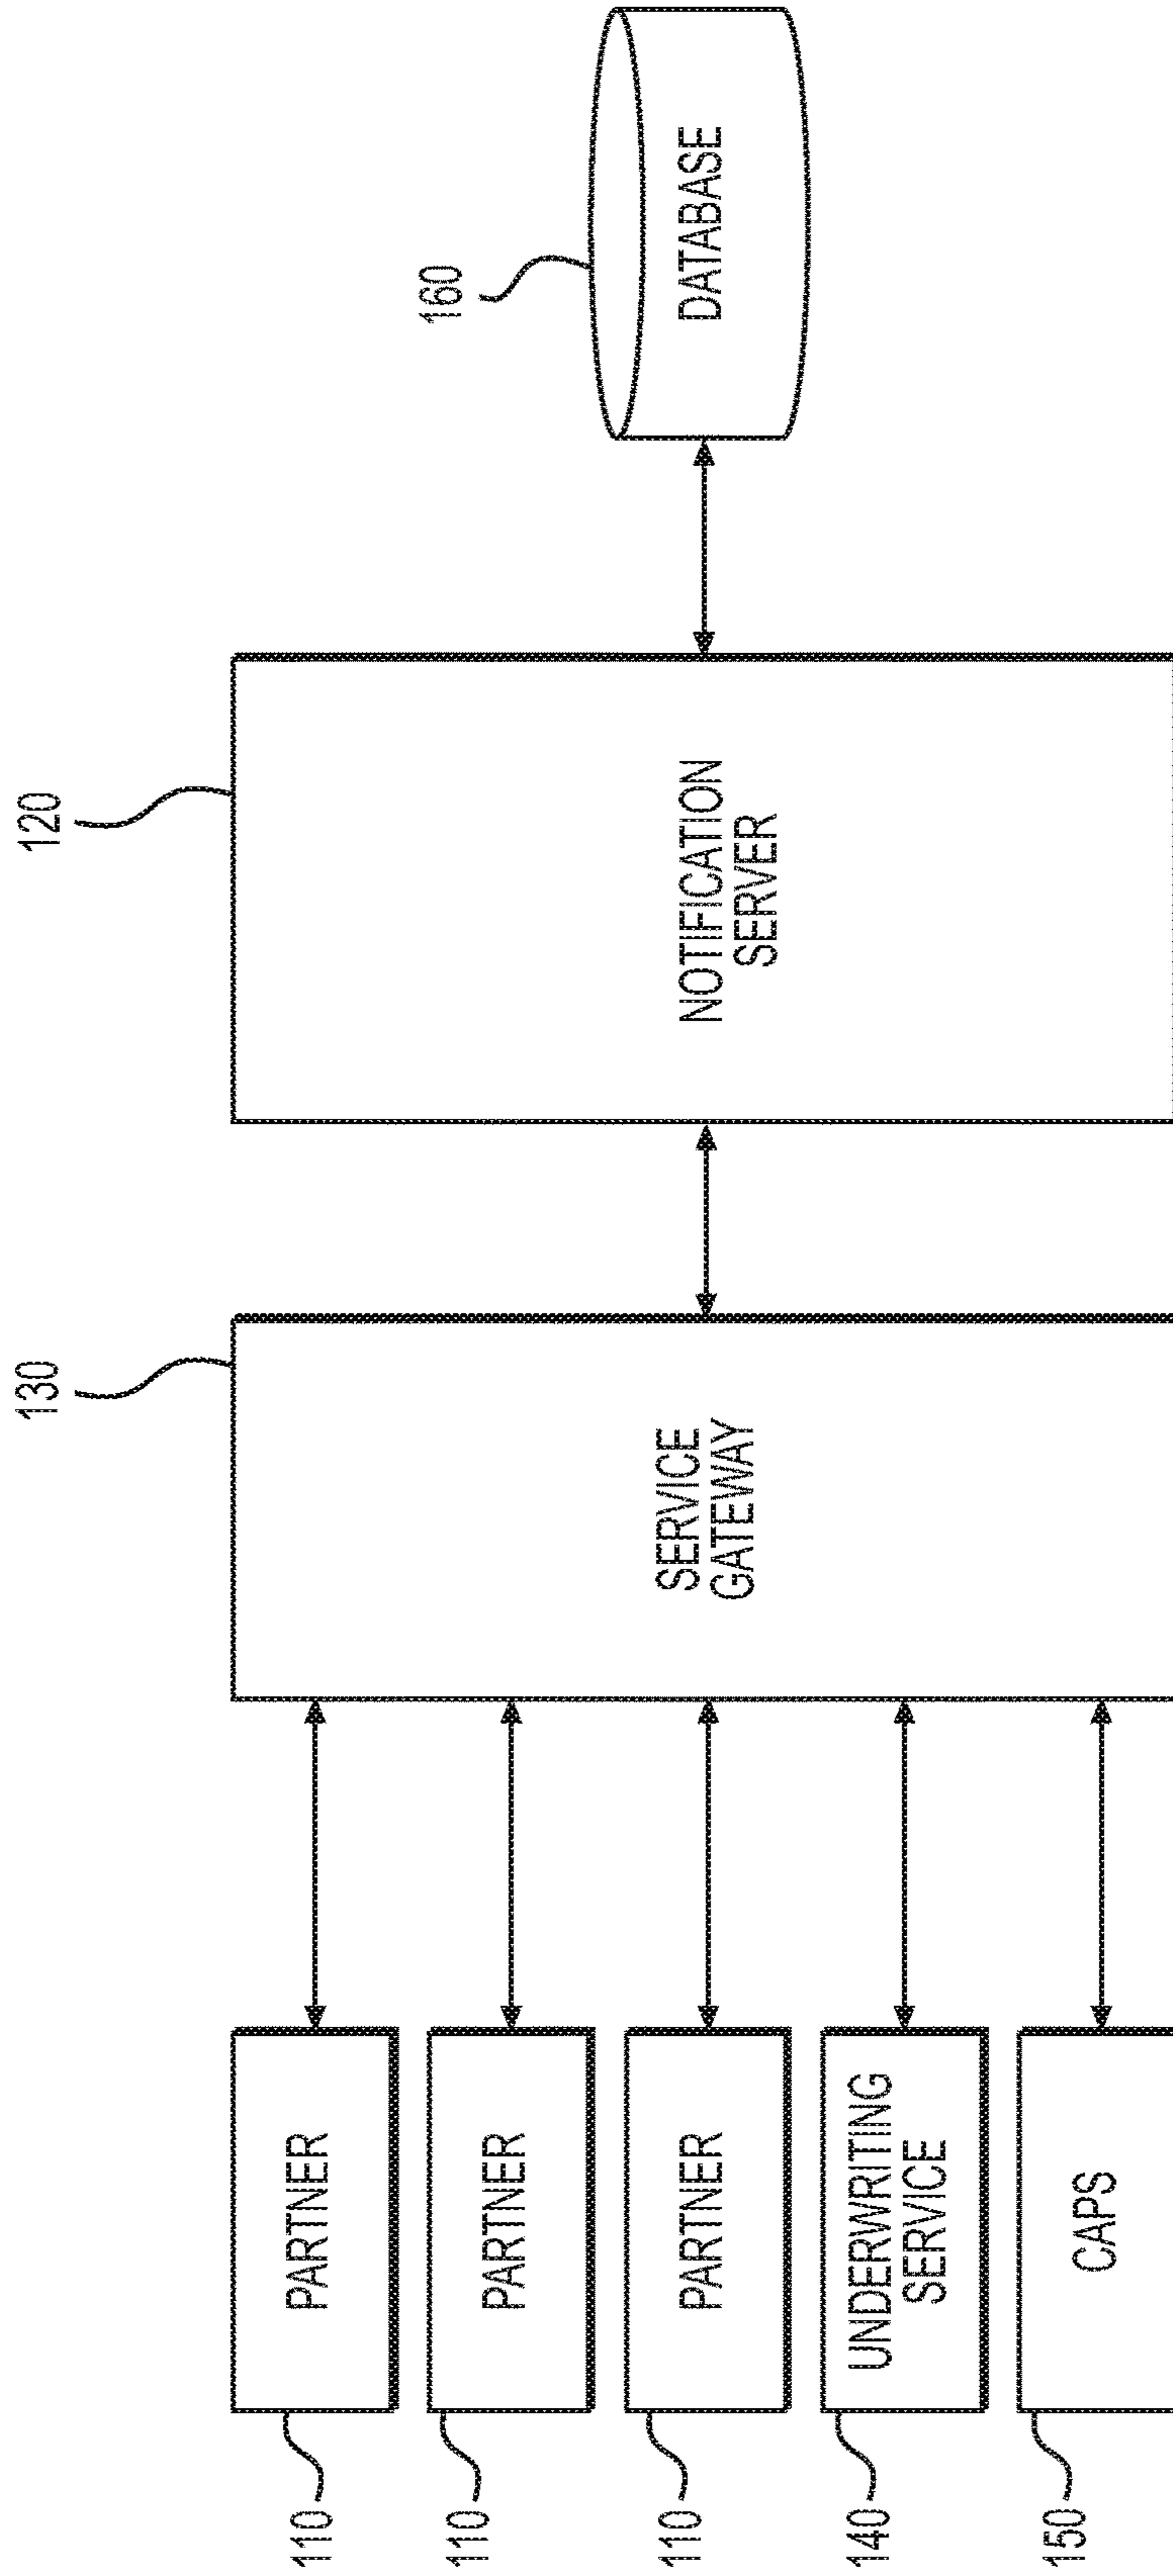 110
PARTNER
110
PARTNER
110
PARTNER
140
UNDERWRITING
SERVICE
150
CAPS
130
SERVICE
GATEWAY
120
NOTIFICATION
SERVER
160
DATABASE